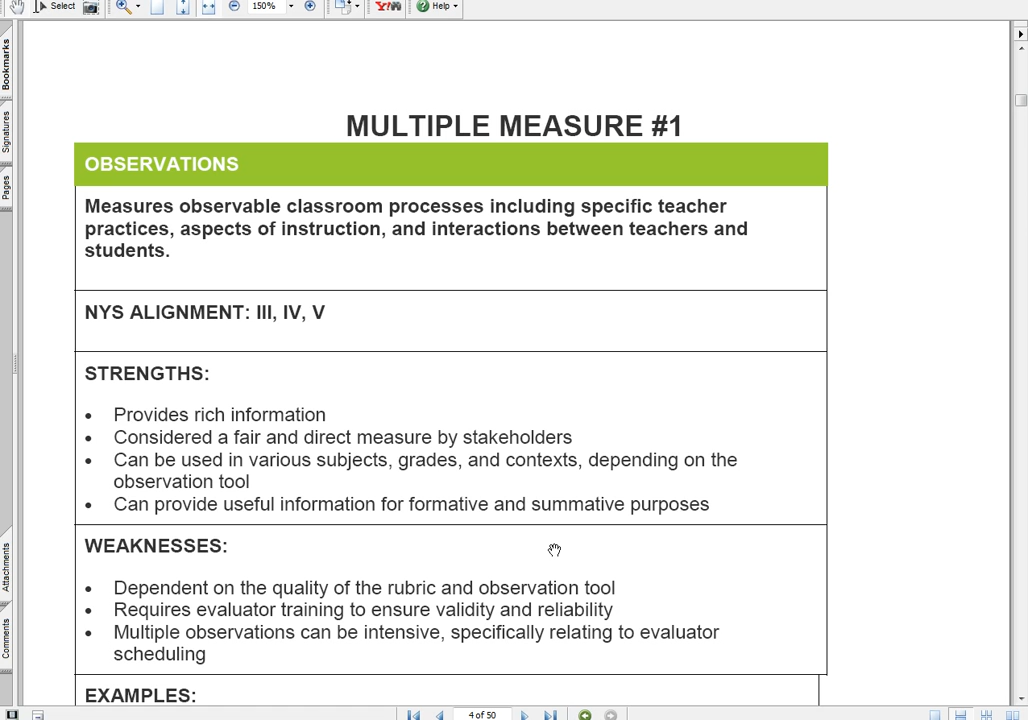 Select
150%
Help
Bookmarks
Signatures
Pages
Attachments
Comments
MULTIPLE MEASURE #1
OBSERVATIONS
Measures observable classroom processes including specific teacher
practices, aspects of instruction, and interactions between teachers and
students.
NYS ALIGNMENT: III, IV, V
STRENGTHS:
• Provides rich information
• Considered a fair and direct measure by stakeholders
• Can be used in various subjects, grades, and contexts, depending on the
observation tool
• Can provide useful information for formative and summative purposes
WEAKNESSES:
• Dependent on the quality of the rubric and observation tool
• Requires evaluator training to ensure validity and reliability
• Multiple observations can be intensive, specifically relating to evaluator
scheduling
EXAMPLES:
4 of 50